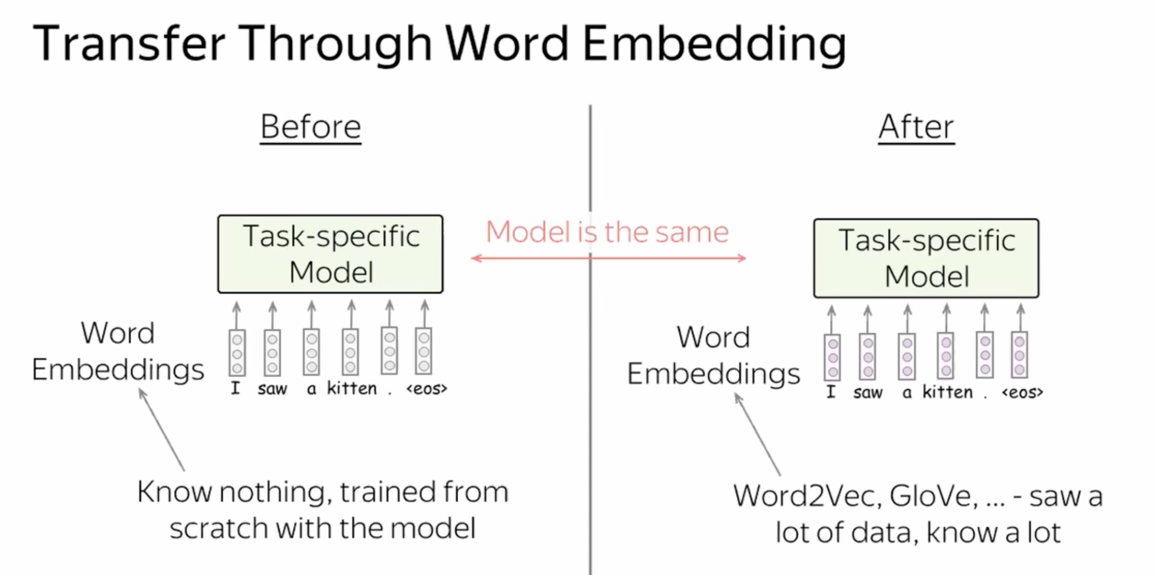 Transfer Through Word Embedding
Before
After
Task-specific
Model
Model is the same
Task-specific
Model
Word
Embeddings
I saw a kitten . <eos>
Word
Embeddings
I saw a kitten . <eos>
Know nothing, trained from
scratch with the model
Word2Vec, GloVe, ... - saw a
lot of data, know a lot